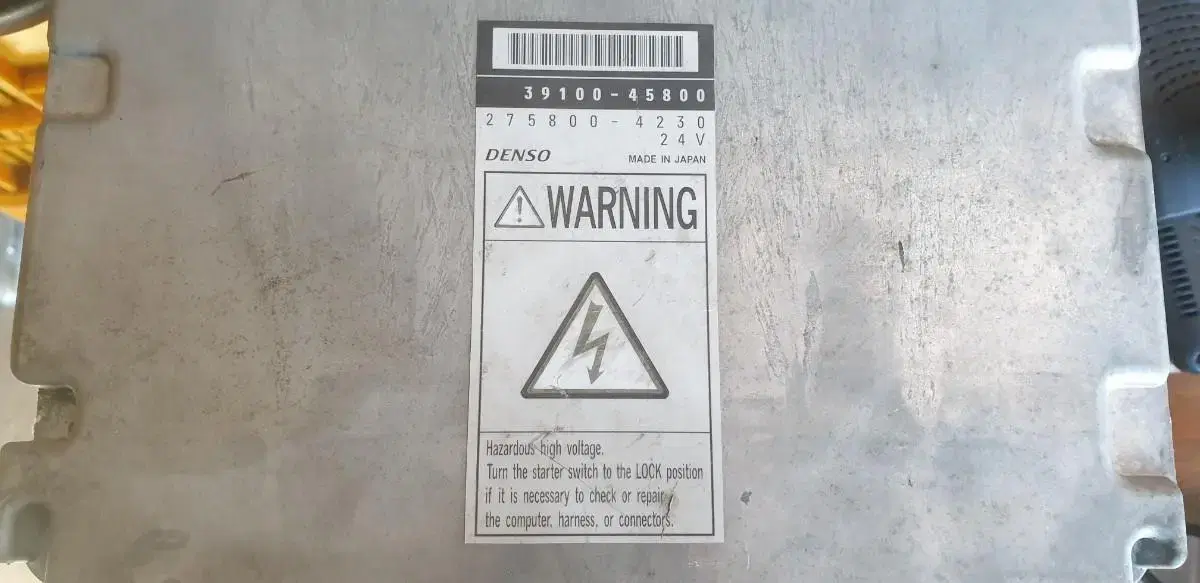 39100-45800
275800-4230
24V
DENSO MADE IN JAPAN
WARNING
Hazardous high voltage.
Turn the starter switch to the LOCK position
if it is necessary to check or repair
the computer, harness, or connectors.